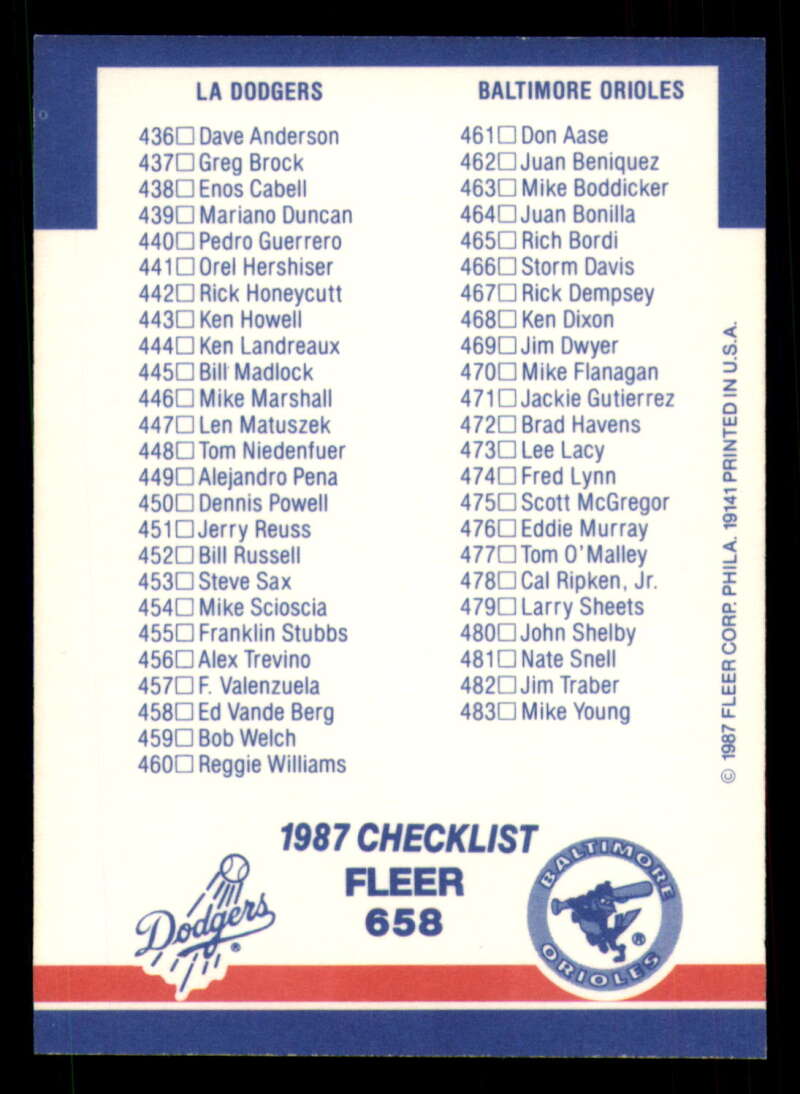 LA DODGERS
436 Dave Anderson
437 Greg Brock
438 Enos Cabell
439 Mariano Duncan
440 Pedro Guerrero
441 Orel Hershiser
442 Rick Honeycutt
443 Ken Howell
444 Ken Landreaux
445 Bill Madlock
446 Mike Marshall
447 Len Matuszek
448 Tom Niedenfuer
449 Alejandro Pena
450 Dennis Powell
451 Jerry Reuss
452 Bill Russell
453 Steve Sax
454 Mike Scioscia
455 Franklin Stubbs
456 Alex Trevino
457 F. Valenzuela
458 Ed Vande Berg
459 Bob Welch
460 Reggie Williams
BALTIMORE ORIOLES
461 Don Aase
462 Juan Beniquez
463 Mike Boddicker
464 Juan Bonilla
465 Rich Bordi
466 Storm Davis
467 Rick Dempsey
468 Ken Dixon
469 Jim Dwyer
470 Mike Flanagan
471 Jackie Gutierrez
472 Brad Havens
473 Lee Lacy
474 Fred Lynn
475 Scott McGregor
476 Eddie Murray
477 Tom O'Malley
478 Cal Ripken, Jr.
479 Larry Sheets
480 John Shelby
481 Nate Snell
482 Jim Traber
483 Mike Young
© 1987 FLEER CORP. PHILA. 19141 PRINTED IN U.S.A.
1987 CHECKLIST
FLEER
658
Dodgers ®
BALTIMORE
®
ORIOLES